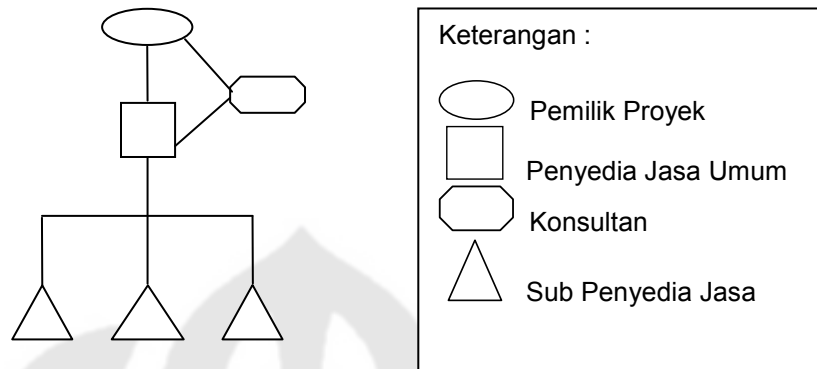 Keterangan :
Pemilik Proyek
Penyedia Jasa Umum
Konsultan
Sub Penyedia Jasa